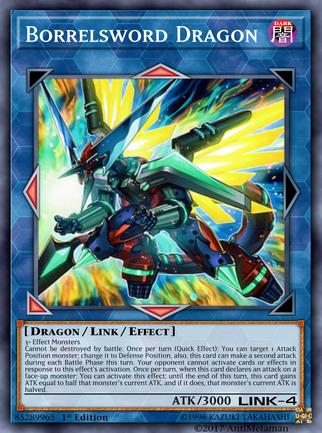 Borrelsword Dragon
DARK
闇
[Dragon / Link / Effect]
3+ Effect Monsters
Cannot be destroyed by battle. Once per turn (Quick Effect): You can target 1 Attack
Position monster; change it to Defense Position, also, this card can make a second attack
during each Battle Phase this turn. Your opponent cannot activate cards or effects in
response to this effect's activation. Once per turn, when this card declares an attack on a
face-up monster: You can activate this effect; until the end of this turn, this card gains
ATK equal to half that monster's current ATK, and if it does, that monster's current ATK is
halved.
ATK/3000 LINK-4
85289965 1st Edition ©1996 KAZUKI TAKAHASHI
©2017 AntiMetaman